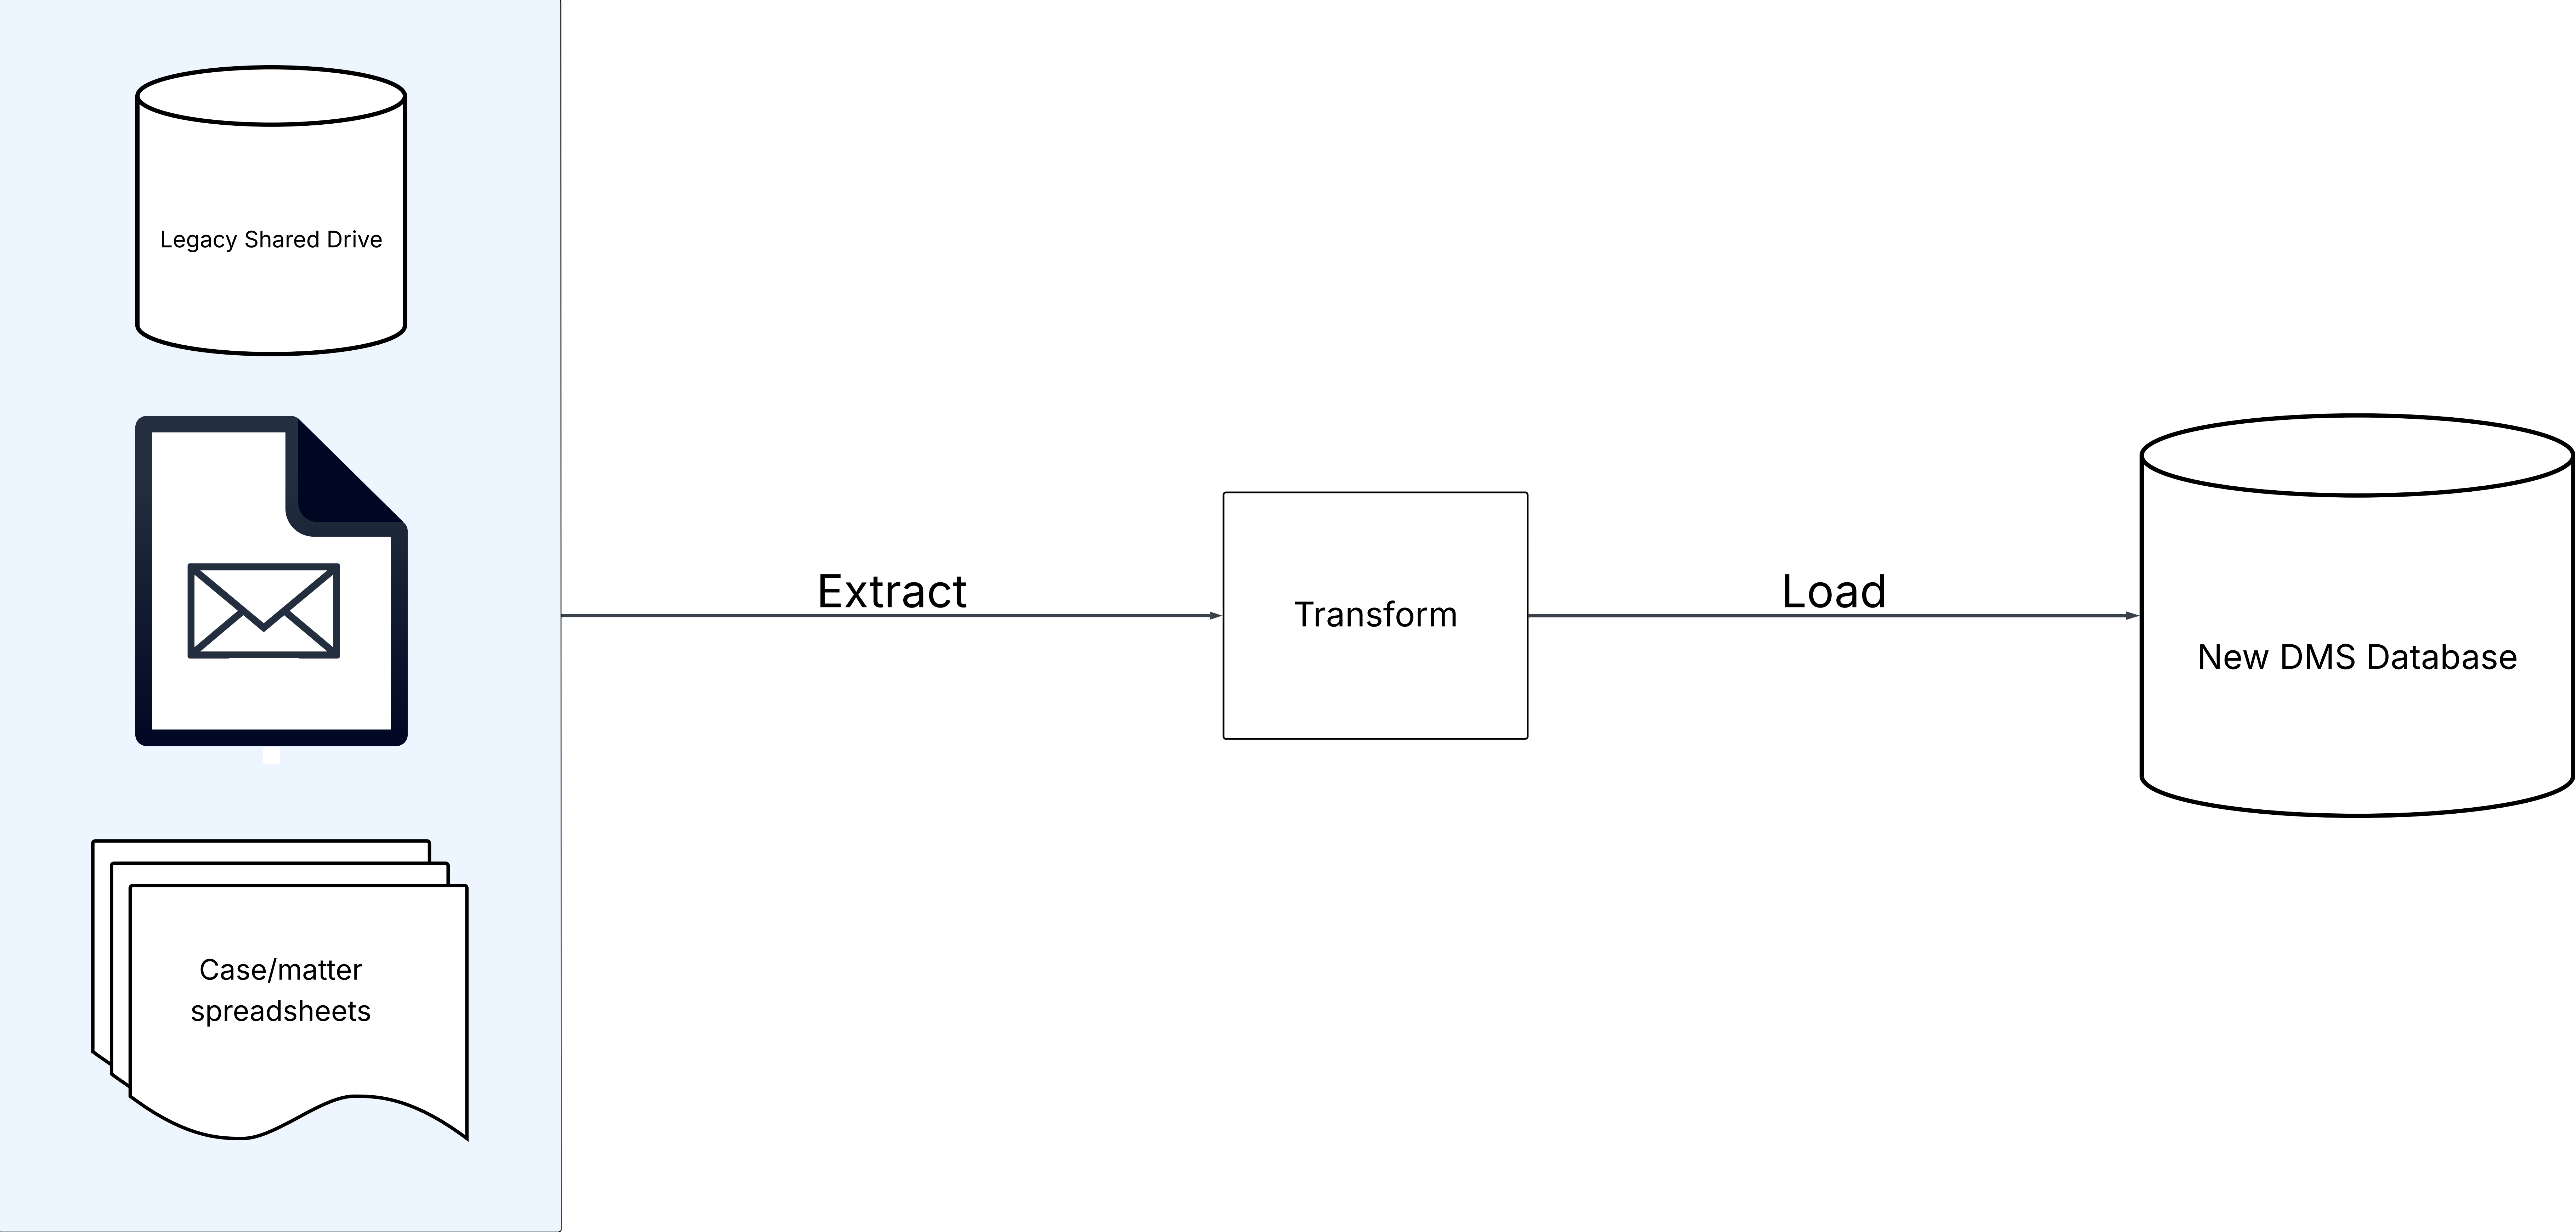 Legacy Shared Drive
Case/matter
spreadsheets
Extract
Transform
Load
New DMS Database